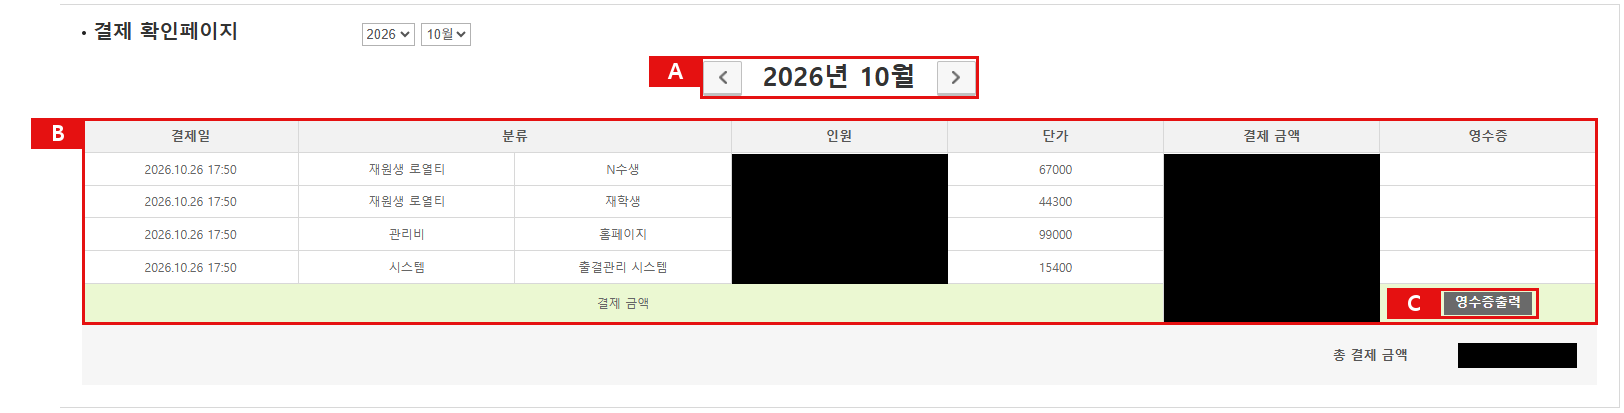 • 결제 확인페이지
2026 10월
A 2026년 10월
B
결제일 분류 인원 단가 결제 금액 영수증
2026.10.26 17:50 재원생 로열티 N수생 67000
2026.10.26 17:50 재원생 로열티 재학생 44300
2026.10.26 17:50 관리비 홈페이지 99000
2026.10.26 17:50 시스템 출결관리 시스템 15400
결제 금액 C 영수증출력
총 결제 금액